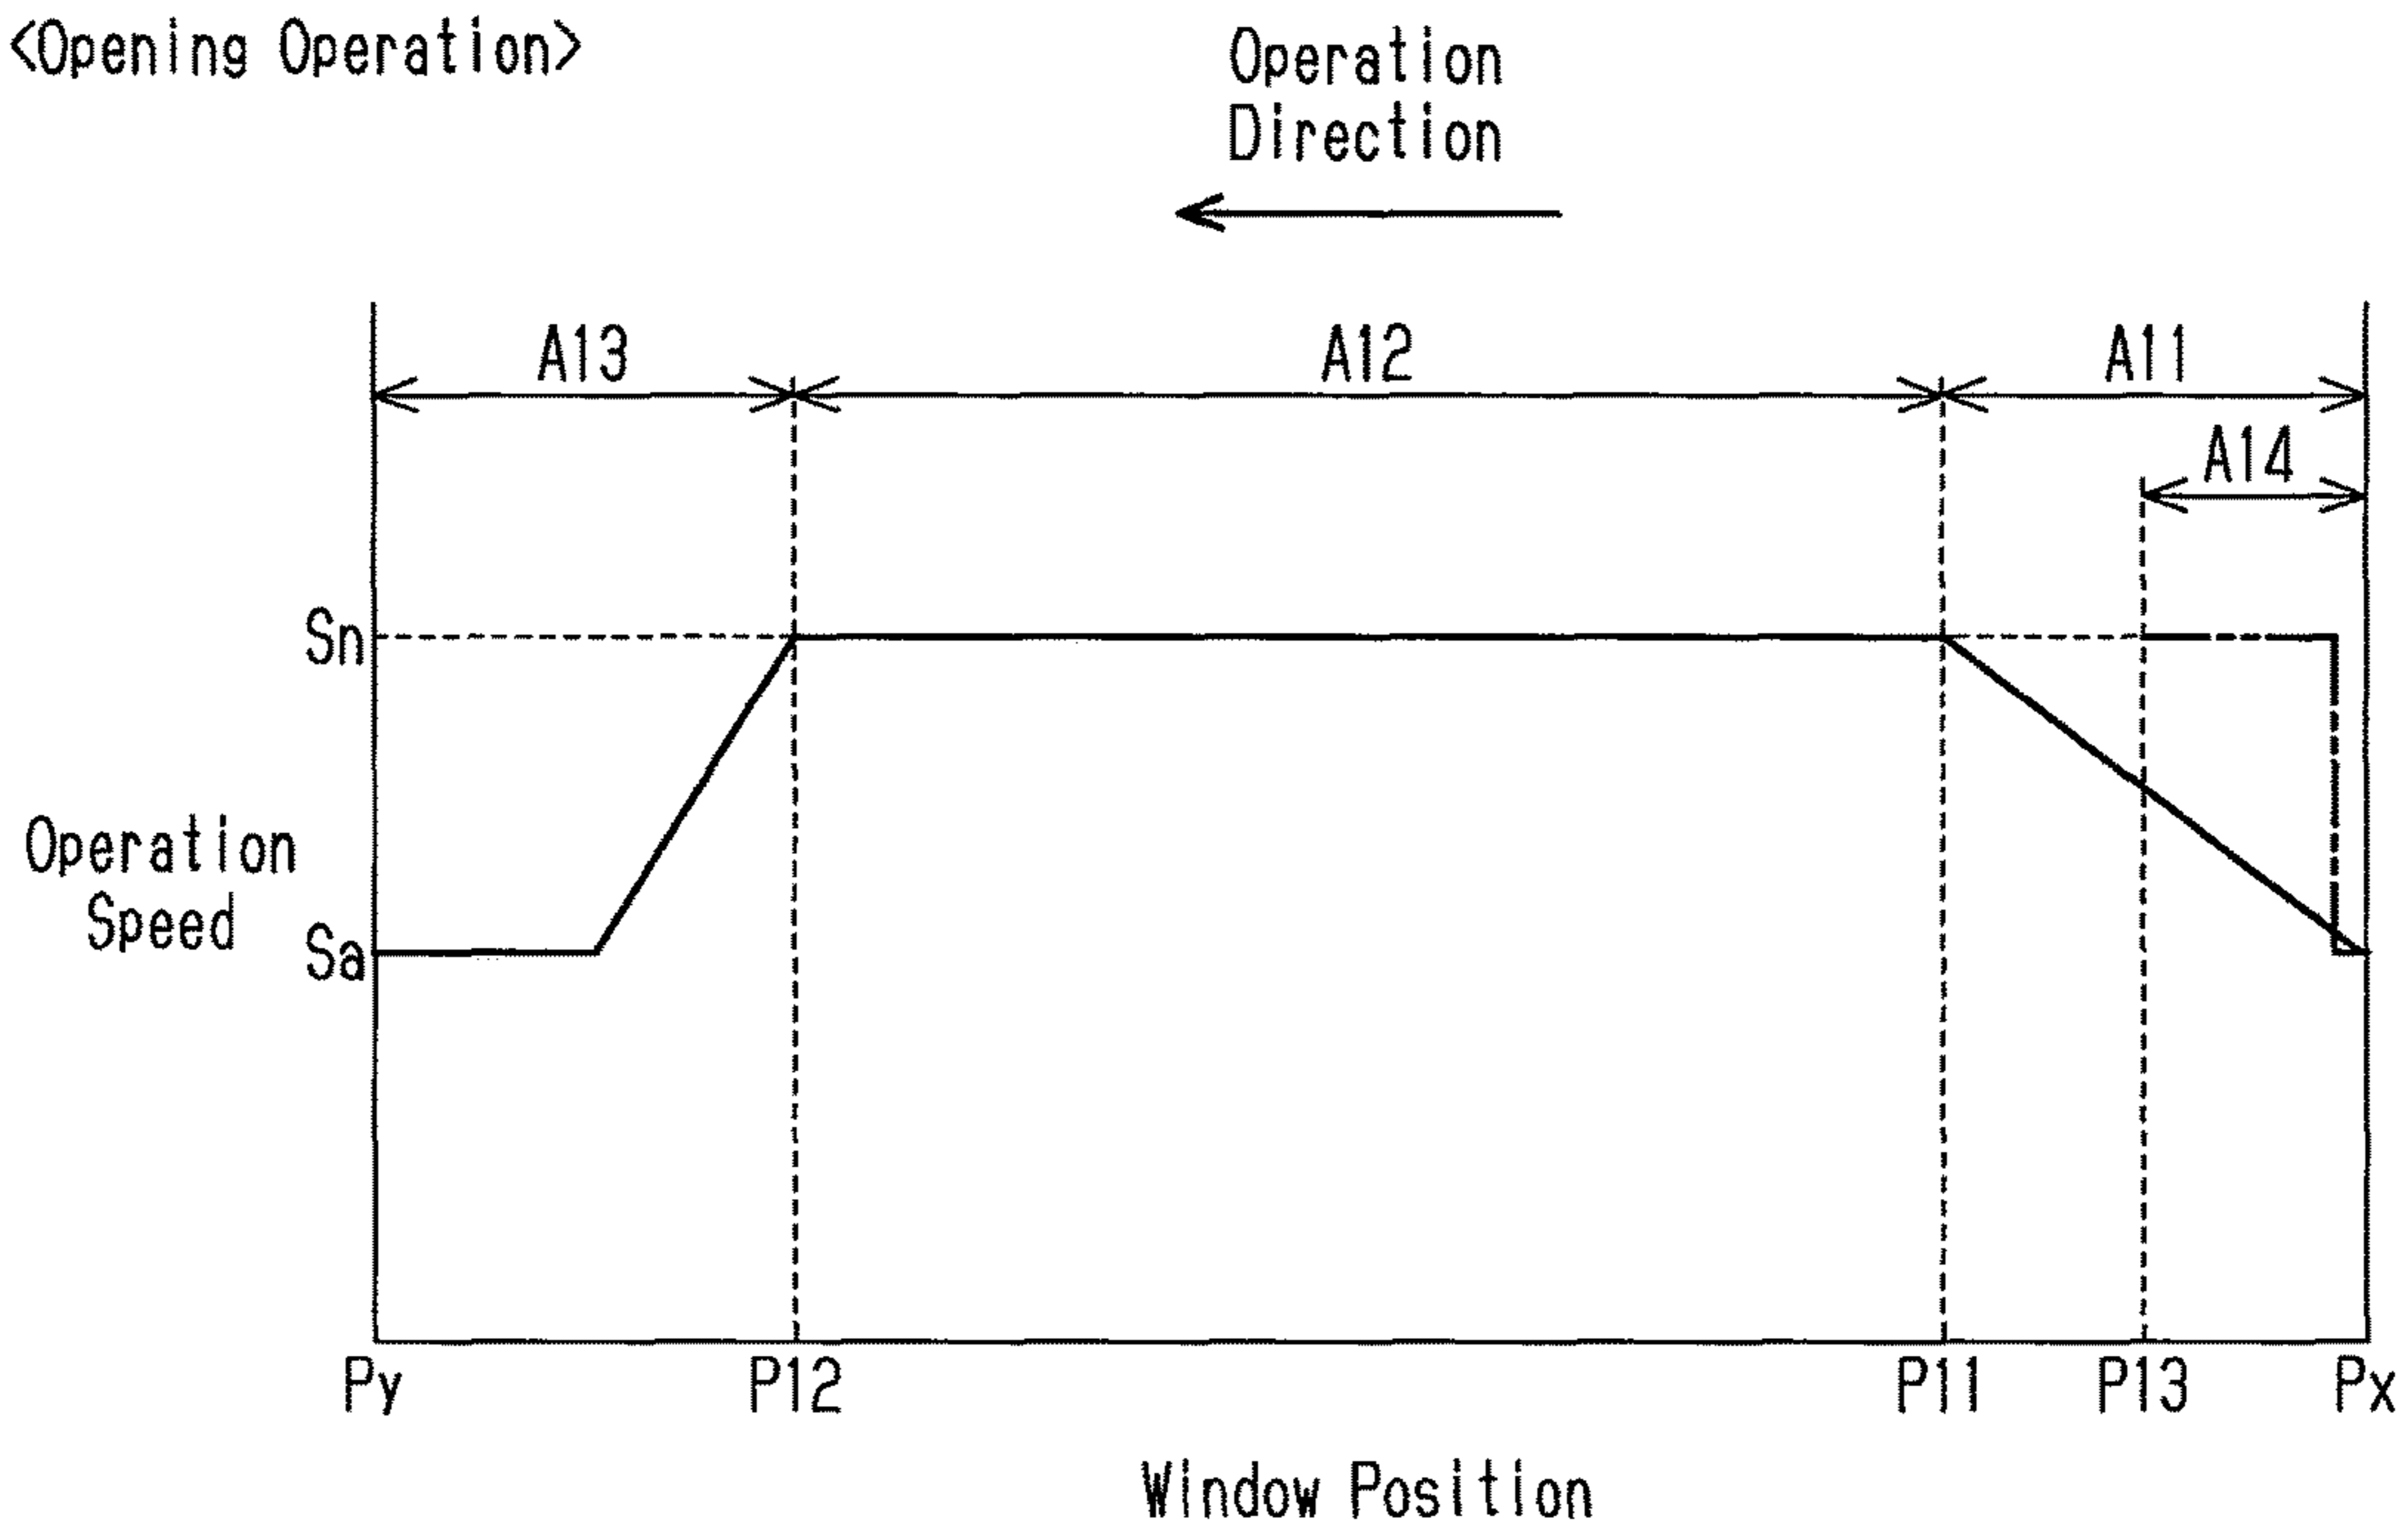 <Opening Operation>
Operation
Direction
A13
A12
A11
A14
Sn
Operation
Speed
Sa
Py
P12
P11
P13
Px
Window Position